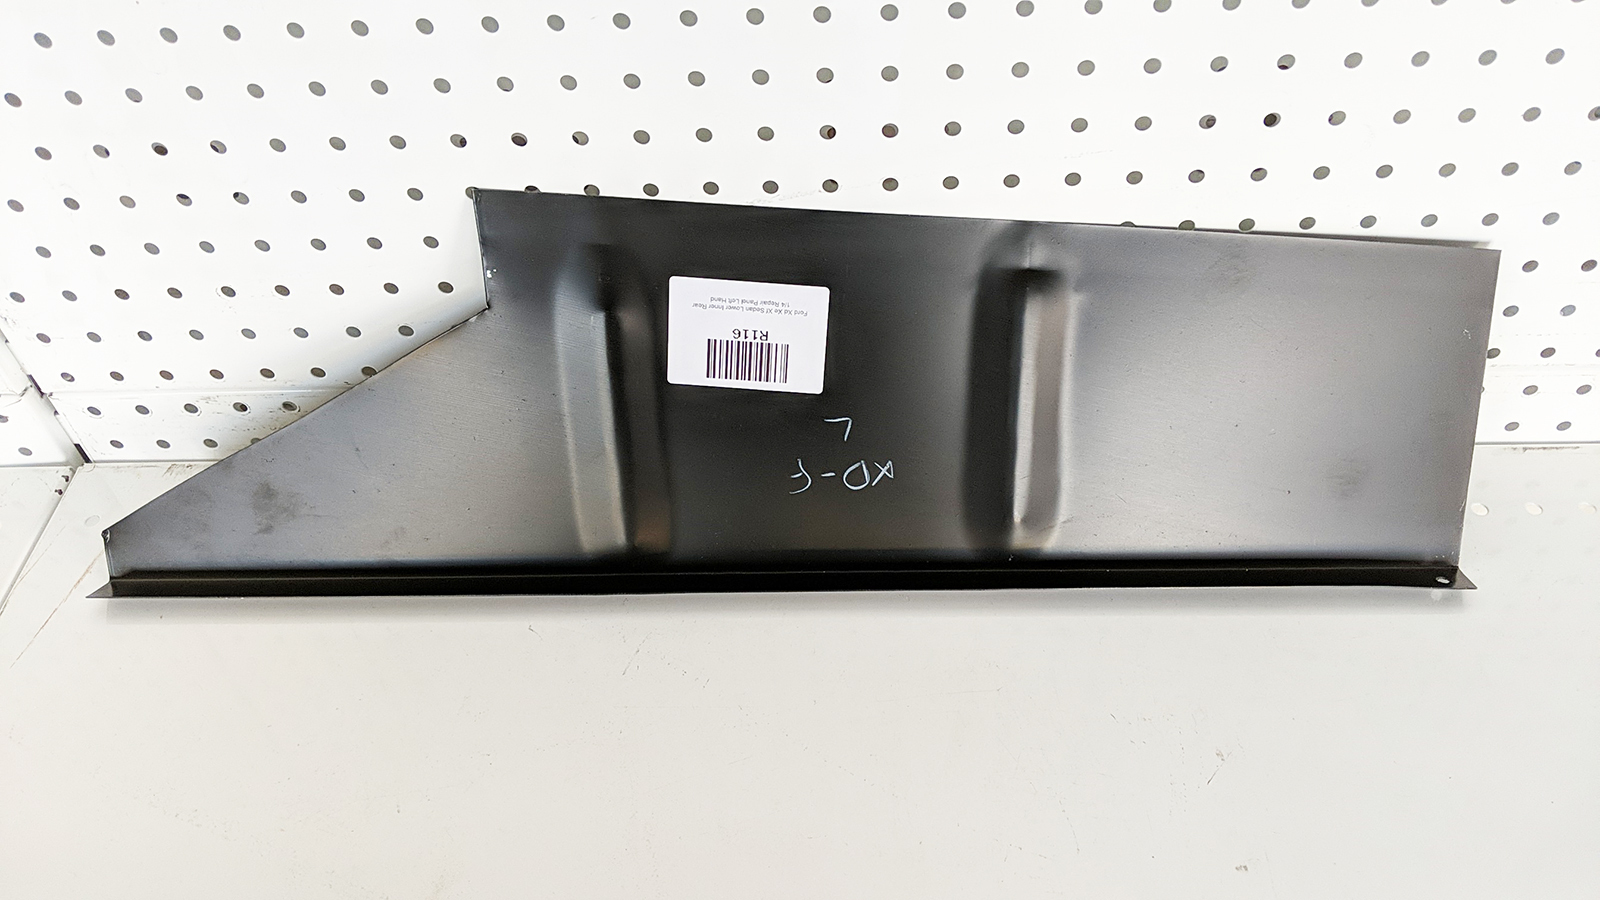 XD-F
L
R116
Ford Xd Xe Xf Sedan Lower Inner Rear
1/4 Repair Panel Left Hand